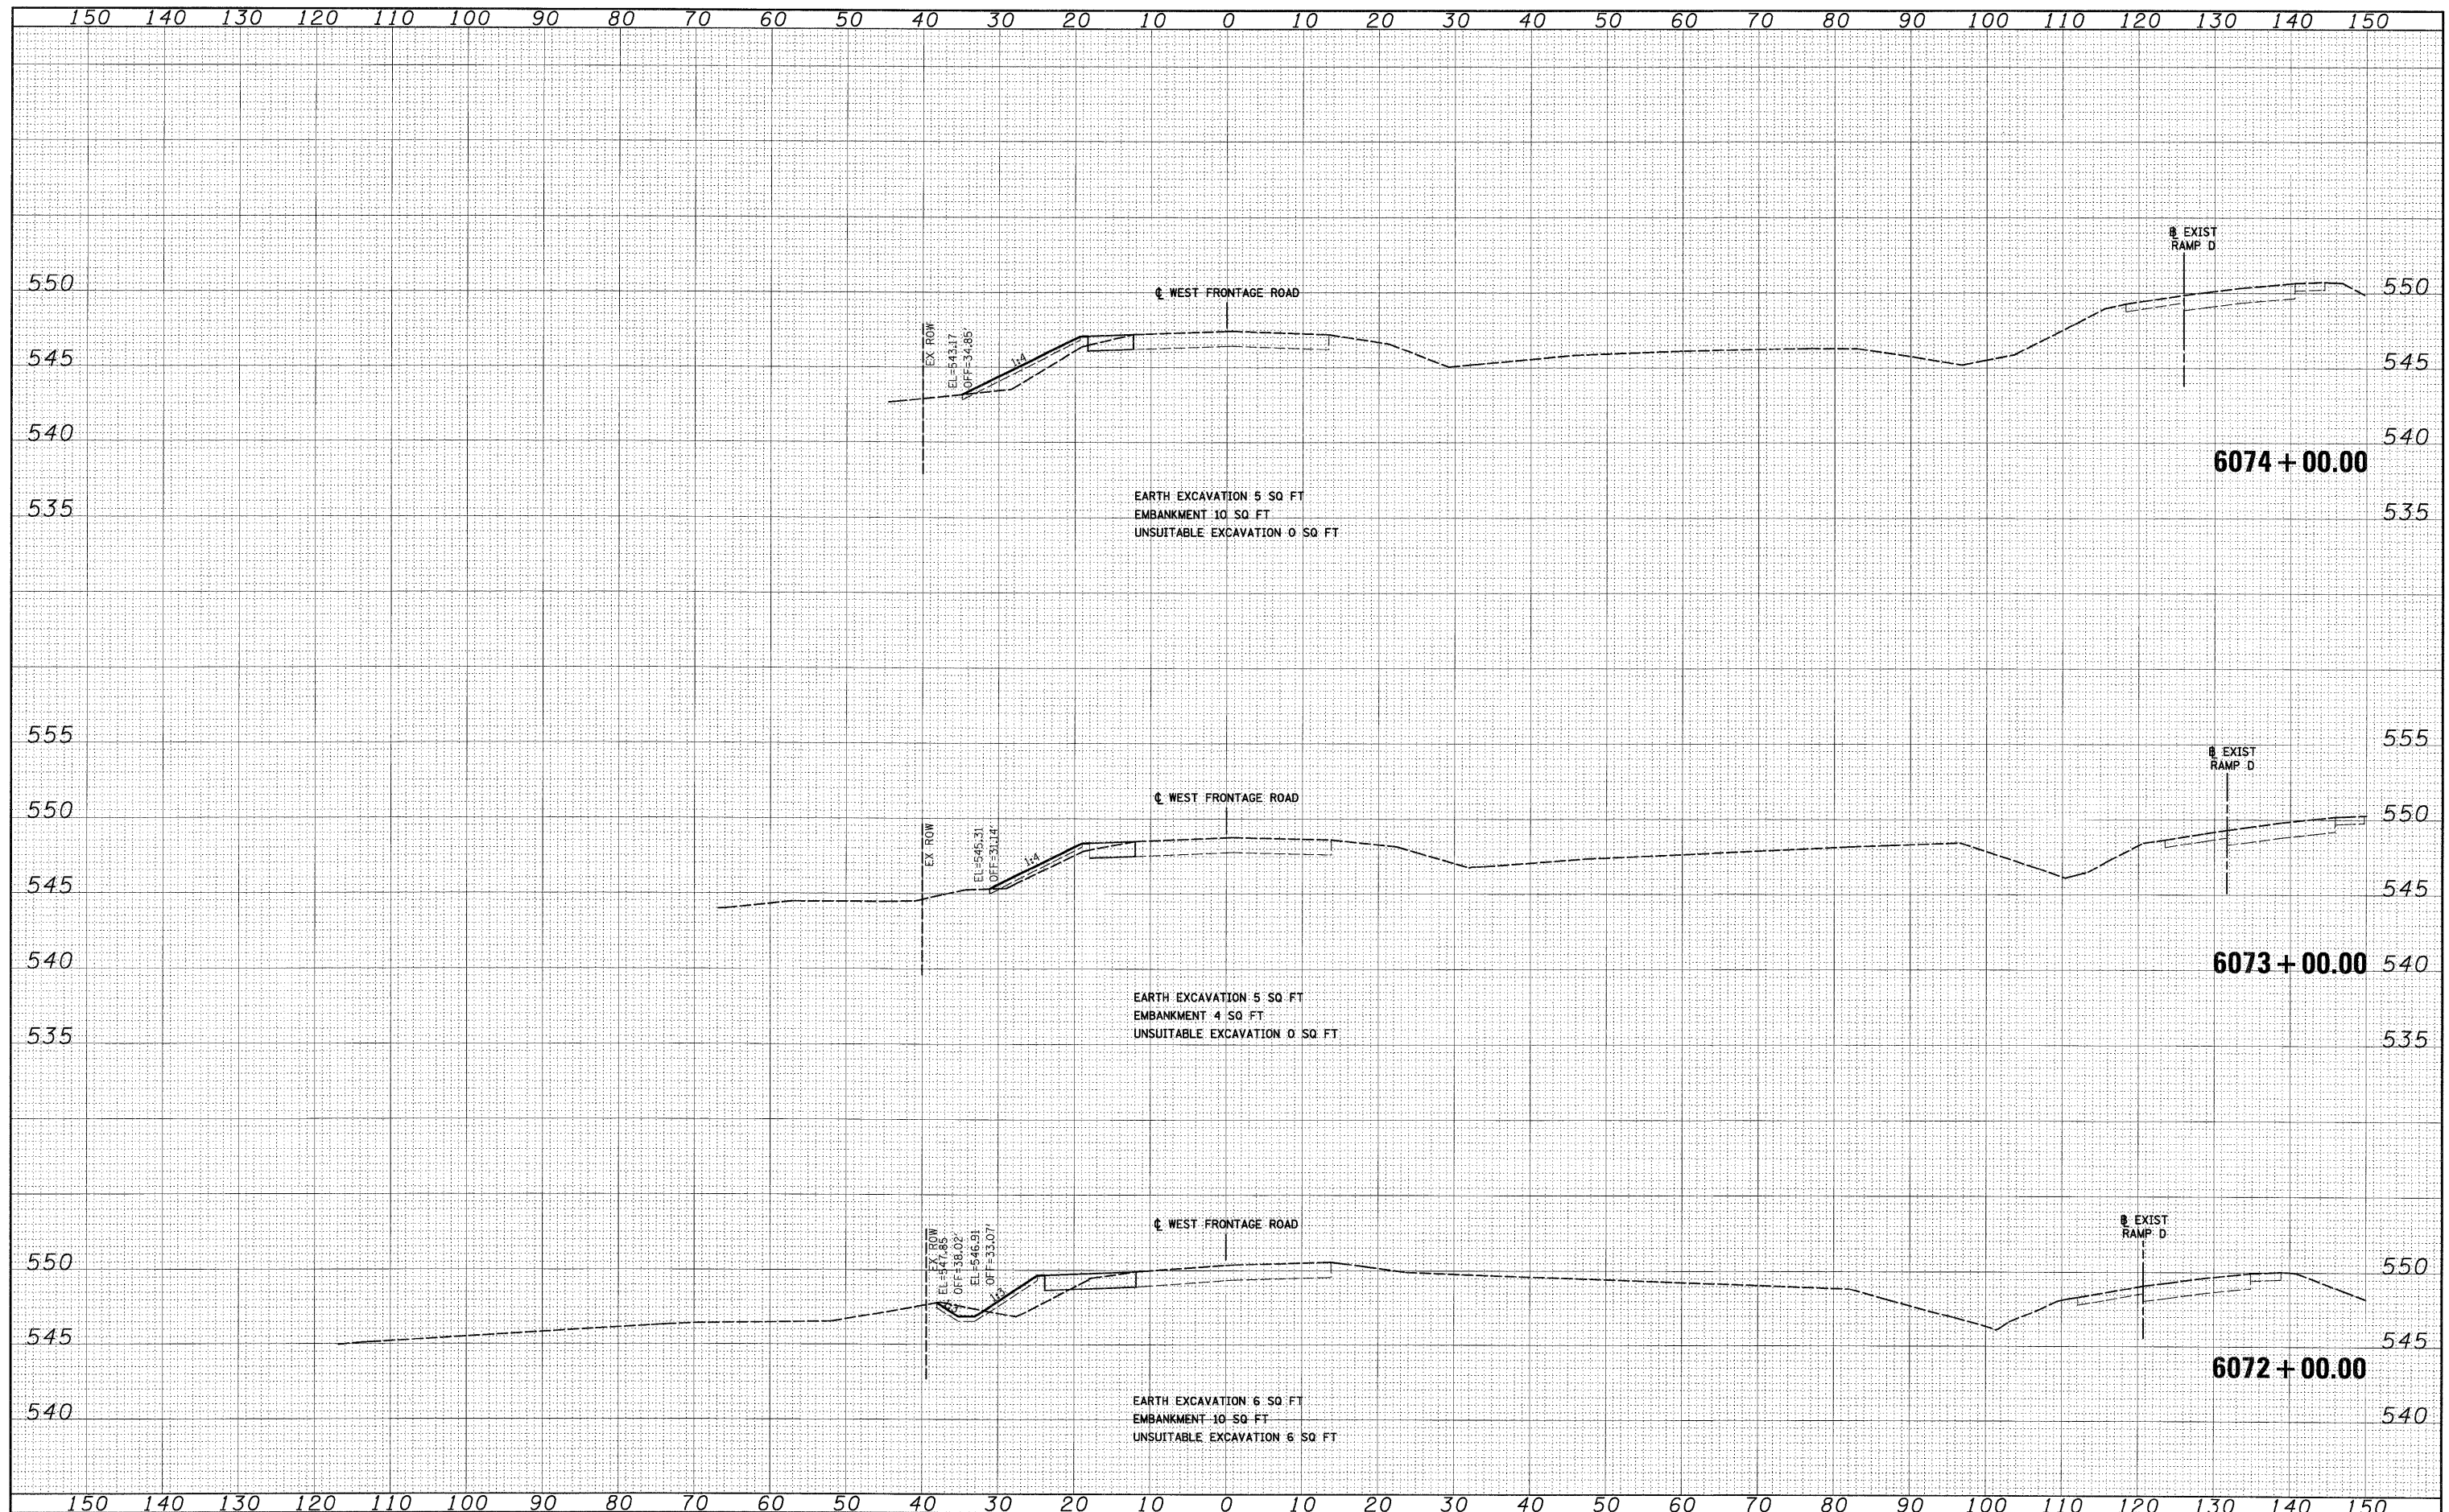 150 140 130 120 110 100 90 80 70 60 50 40 30 20 10 0 10 20 30 40 50 60 70 80 90 100 110 120 130 140 150
℄ EXIST
RAMP D
550 ℄ WEST FRONTAGE ROAD 550
EX ROW
EL=543.17
OFF=34.85'
1:4
545 545
540 540
6074+00.00
EARTH EXCAVATION 5 SQ FT
535 535
EMBANKMENT 10 SQ FT
UNSUITABLE EXCAVATION 0 SQ FT
555 555
EXIST
RAMP D
℄ WEST FRONTAGE ROAD
550 550
EX ROW
EL=545.31
OFF=31.14'
1:4
545 545
540 6073+00.00 540
EARTH EXCAVATION 5 SQ FT
EMBANKMENT 4 SQ FT
UNSUITABLE EXCAVATION 0 SQ FT
535 535
℄ WEST FRONTAGE ROAD
EXIST
RAMP D
EX ROW
EL=547.85
OFF=38.02'
EL=546.91
OFF=33.07'
1:3
550 550
545 545
6072+00.00
EARTH EXCAVATION 6 SQ FT
540 540
EMBANKMENT 10 SQ FT
UNSUITABLE EXCAVATION 6 SQ FT
150 140 130 120 110 100 90 80 70 60 50 40 30 20 10 0 10 20 30 40 50 60 70 80 90 100 110 120 130 140 150